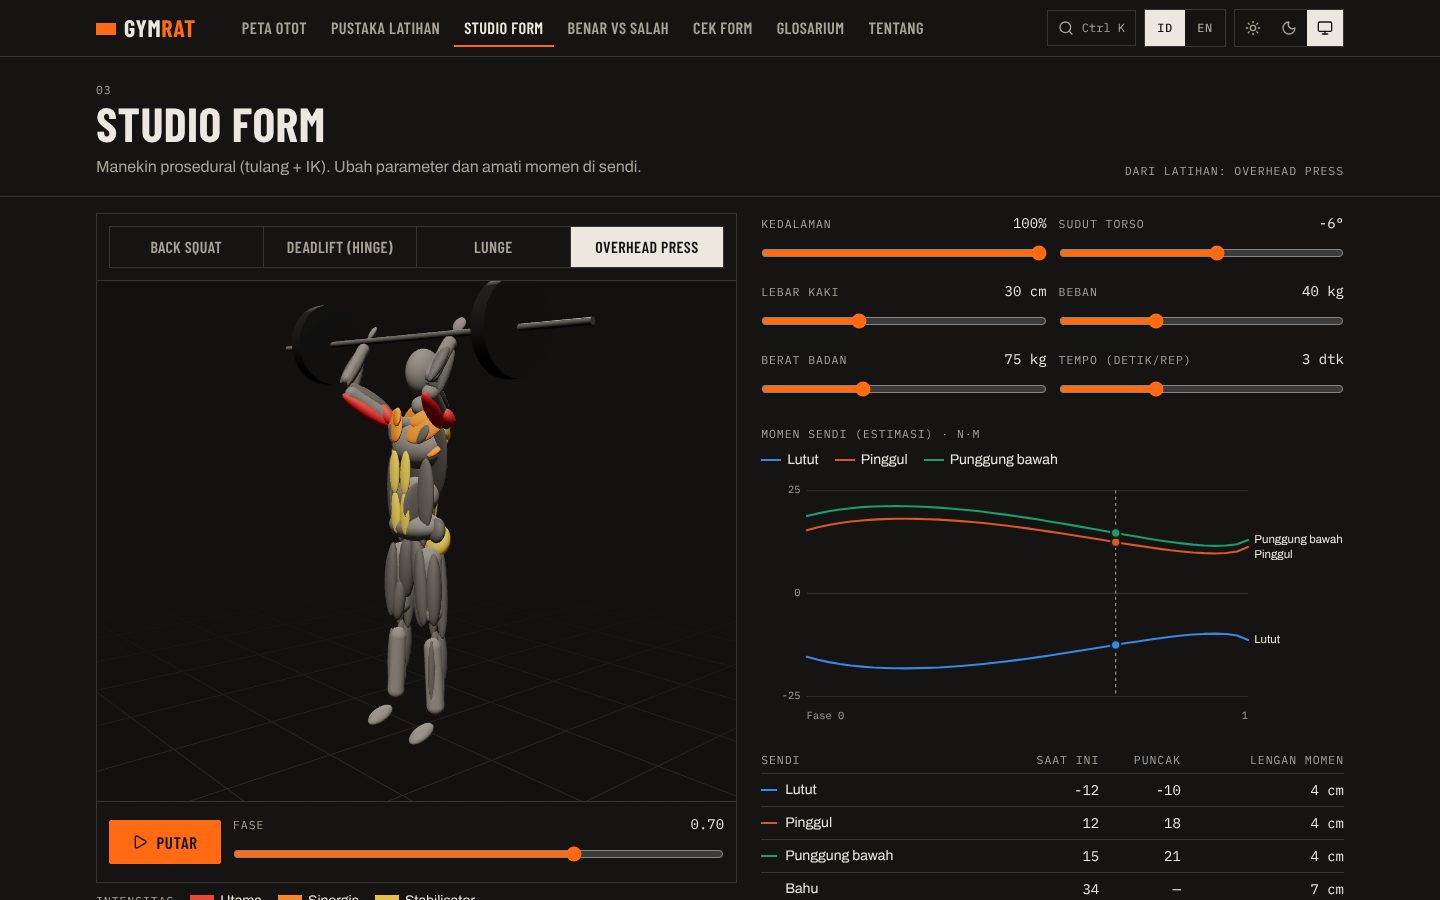 GYMRAT PETA OTOT PUSTAKA LATIHAN STUDIO FORM BENAR VS SALAH CEK FORM GLOSARIUM TENTANG Ctrl K ID EN
03
STUDIO FORM
Manekin prosedural (tulang + IK). Ubah parameter dan amati momen di sendi.
DARI LATIHAN: OVERHEAD PRESS
BACK SQUAT DEADLIFT (HINGE) LUNGE OVERHEAD PRESS
PUTAR
FASE 0.70
INTENSITAS Utama Sinergis Stabilisator
KEDALAMAN 100% SUDUT TORSO -6°
LEBAR KAKI 30 cm BEBAN 40 kg
BERAT BADAN 75 kg TEMPO (DETIK/REP) 3 dtk
MOMEN SENDI (ESTIMASI) · N·M
Lutut Pinggul Punggung bawah
25
Punggung bawah
Pinggul
0
Lutut
-25
Fase 0 1
SENDI SAAT INI PUNCAK LENGAN MOMEN
Lutut -12 -10 4 cm
Pinggul 12 18 4 cm
Punggung bawah 15 21 4 cm
Bahu 34 — 7 cm